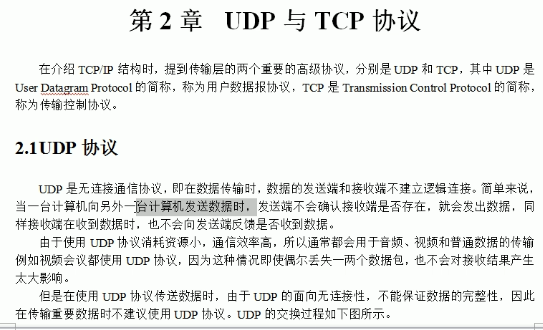 第 2 章 UDP 与 TCP 协议
在介绍 TCP/IP 结构时，提到传输层的两个重要的高级协议，分别是 UDP 和 TCP，其中 UDP 是
User Datagram Protocol 的简称，称为用户数据报协议，TCP 是 Transmission Control Protocol 的简称，
称为传输控制协议。
2.1UDP 协议
UDP 是无连接通信协议，即在数据传输时，数据的发送端和接收端不建立逻辑连接。简单来说，
当一台计算机向另外一台计算机发送数据时，发送端不会确认接收端是否存在，就会发出数据，同
样接收端在收到数据时，也不会向发送端反馈是否收到数据。
由于使用 UDP 协议消耗资源小，通信效率高，所以通常都会用于音频、视频和普通数据的传输
例如视频会议都使用 UDP 协议，因为这种情况即使偶尔丢失一两个数据包，也不会对接收结果产生
太大影响。
但是在使用 UDP 协议传送数据时，由于 UDP 的面向无连接性，不能保证数据的完整性，因此
在传输重要数据时不建议使用 UDP 协议。UDP 的交换过程如下图所示。